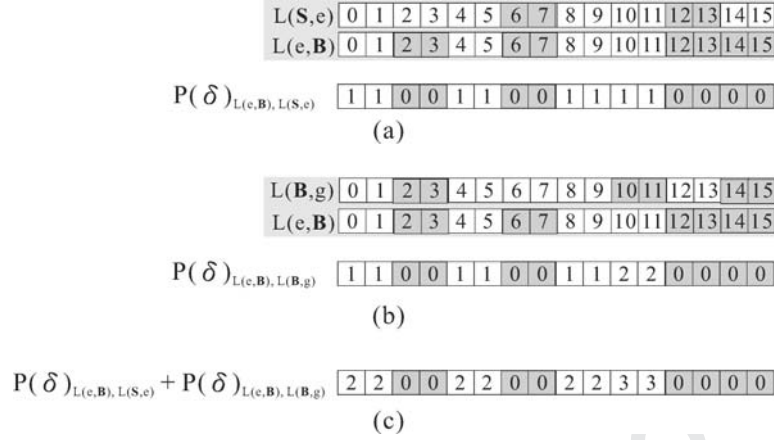 L(S,e) 0 1 2 3 4 5 6 7 8 9 10 11 12 13 14 15
L(e,B) 0 1 2 3 4 5 6 7 8 9 10 11 12 13 14 15
P(δ)L(e,B), L(S,e) 1 1 0 0 1 1 0 0 1 1 1 1 0 0 0 0
(a)
L(B,g) 0 1 2 3 4 5 6 7 8 9 10 11 12 13 14 15
L(e,B) 0 1 2 3 4 5 6 7 8 9 10 11 12 13 14 15
P(δ)L(e,B), L(B,g) 1 1 0 0 1 1 0 0 1 1 2 2 0 0 0 0
(b)
P(δ)L(e,B), L(S,e) + P(δ)L(e,B), L(B,g) 2 2 0 0 2 2 0 0 2 2 3 3 0 0 0 0
(c)